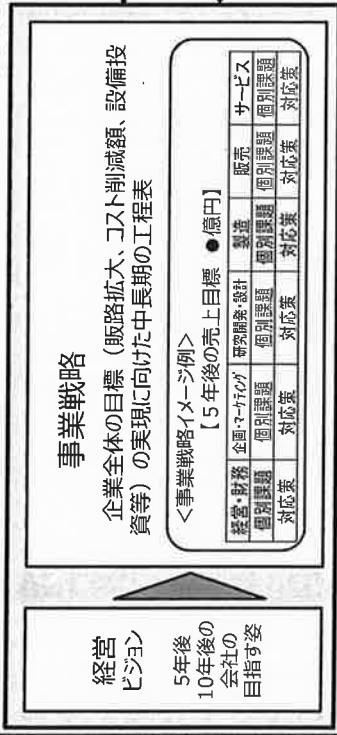 経営
ビジョン
5年後
10年後の
会社の
目指す姿
事業戦略
企業全体の目標（販路拡大、コスト削減額、設備投
資等）の実現に向けた中長期の工程表
＜事業戦略イメージ例＞
【５年後の売上目標　●億円】
経営・財務 企画・マーケティング 研究開発・設計 製造 販売 サービス
個別課題 個別課題 個別課題 個別課題 個別課題 個別課題
対応策 対応策 対応策 対応策 対応策 対応策